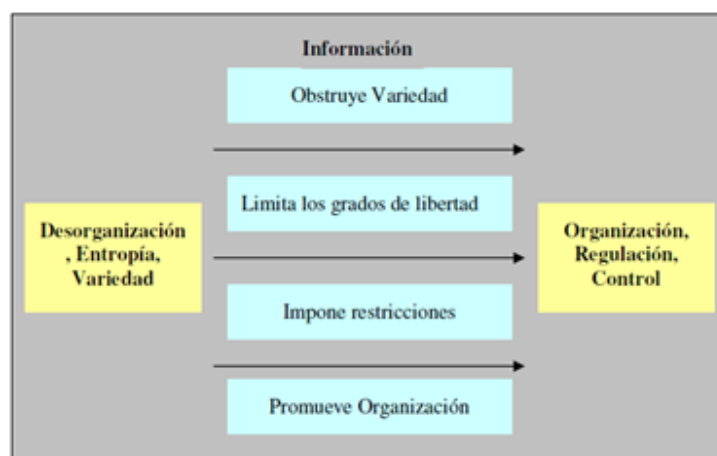 Información
Obstruye Variedad
Limita los grados de libertad
Desorganización
, Entropía,
Variedad
Organización,
Regulación,
Control
Impone restricciones
Promueve Organización